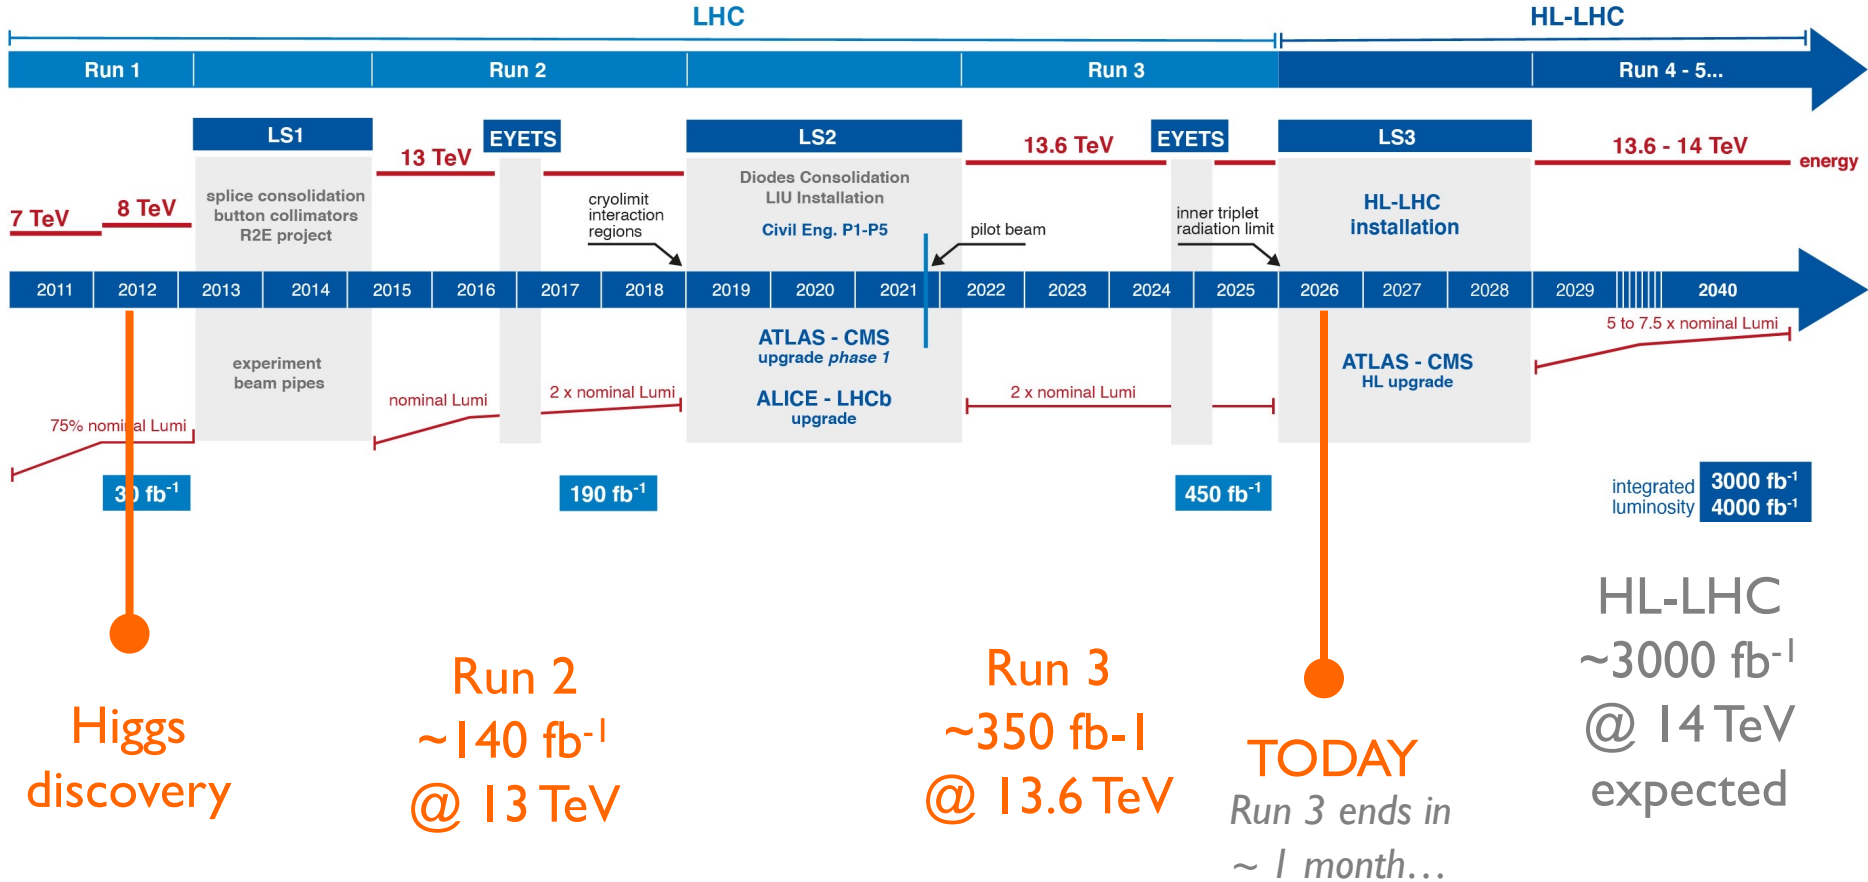 LHC
HL-LHC
Run 1
Run 2
Run 3
Run 4 - 5...
LS1
EYETS
LS2
EYETS
LS3
7 TeV
8 TeV
13 TeV
13.6 TeV
13.6 - 14 TeV
energy
splice consolidation
button collimators
R2E project
cryolimit
interaction
regions
Diodes Consolidation
LIU Installation
Civil Eng. P1-P5
pilot beam
inner triplet
radiation limit
HL-LHC
installation
2011 2012 2013 2014 2015 2016 2017 2018 2019 2020 2021 2022 2023 2024 2025 2026 2027 2028 2029 2040
75% nominal Lumi
experiment
beam pipes
nominal Lumi
2 x nominal Lumi
ATLAS - CMS
upgrade phase 1
ALICE - LHCb
upgrade
2 x nominal Lumi
ATLAS - CMS
HL upgrade
5 to 7.5 x nominal Lumi
30 fb⁻¹
190 fb⁻¹
450 fb⁻¹
integrated
luminosity
3000 fb⁻¹
4000 fb⁻¹
Higgs
discovery
Run 2
~140 fb⁻¹
@ 13 TeV
Run 3
~350 fb-1
@ 13.6 TeV
TODAY
Run 3 ends in
~ 1 month…
HL-LHC
~3000 fb⁻¹
@ 14 TeV
expected